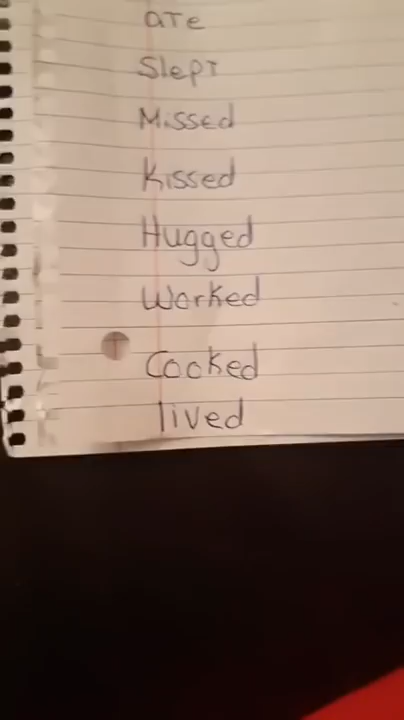 ate
Slept
Missed
Kissed
Hugged
Worked
Cooked
lived